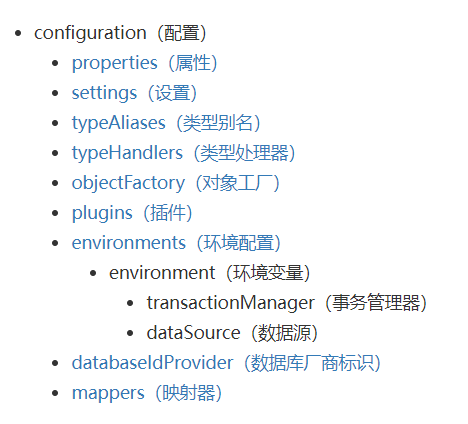 configuration（配置）
properties（属性）
settings（设置）
typeAliases（类型别名）
typeHandlers（类型处理器）
objectFactory（对象工厂）
plugins（插件）
environments（环境配置）
environment（环境变量）
transactionManager（事务管理器）
dataSource（数据源）
databaseIdProvider（数据库厂商标识）
mappers（映射器）